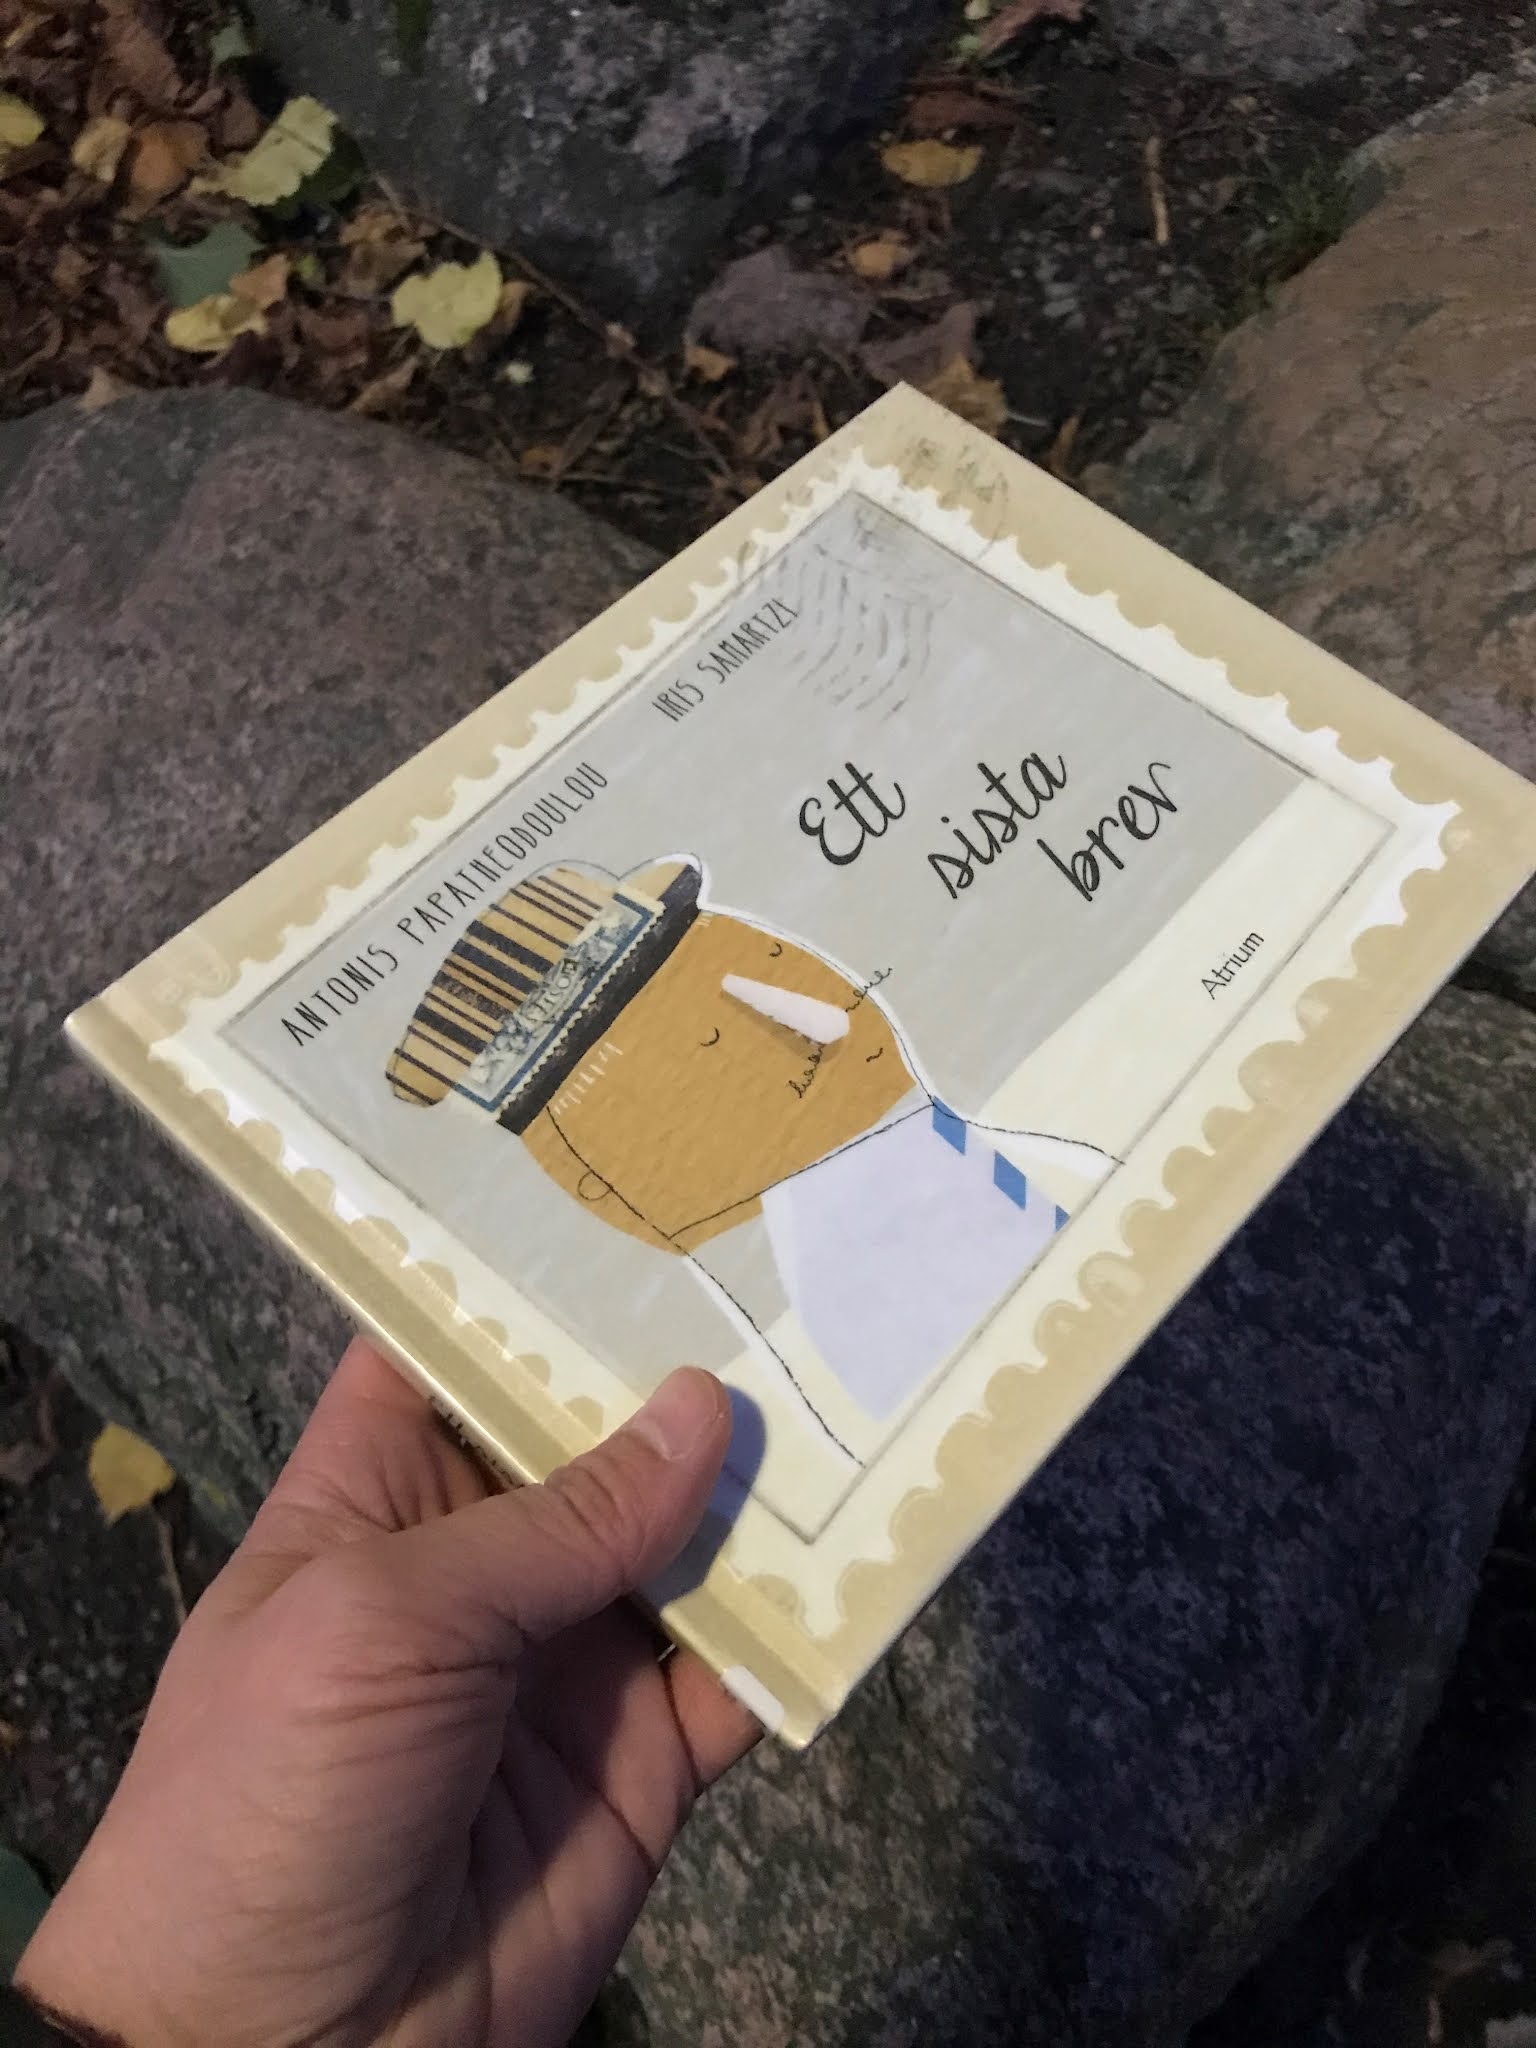 ANTONIS PAPATHEODOULOU
IRIS SAMARTZI
Ett
sista
brev
Atrium